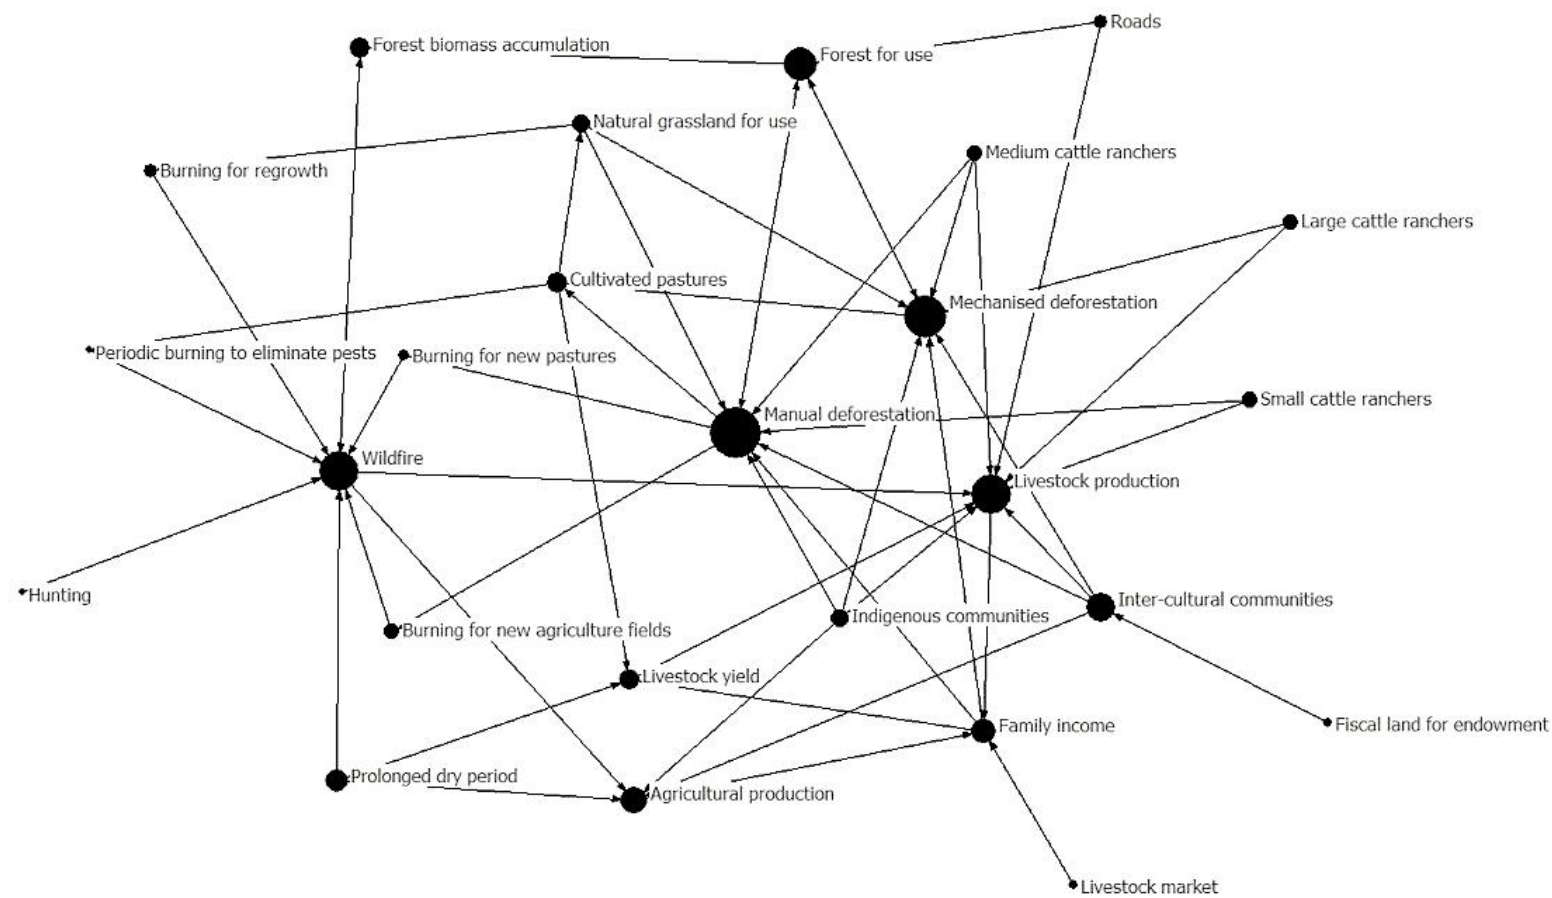 Roads
Forest biomass accumulation
Forest for use
Natural grassland for use
Medium cattle ranchers
Burning for regrowth
Large cattle ranchers
Cultivated pastures
Mechanised deforestation
Periodic burning to eliminate pests
Burning for new pastures
Small cattle ranchers
Manual deforestation
Wildfire
Livestock production
Hunting
Inter-cultural communities
Indigenous communities
Burning for new agriculture fields
Livestock yield
Fiscal land for endowment
Family income
Prolonged dry period
Agricultural production
Livestock market